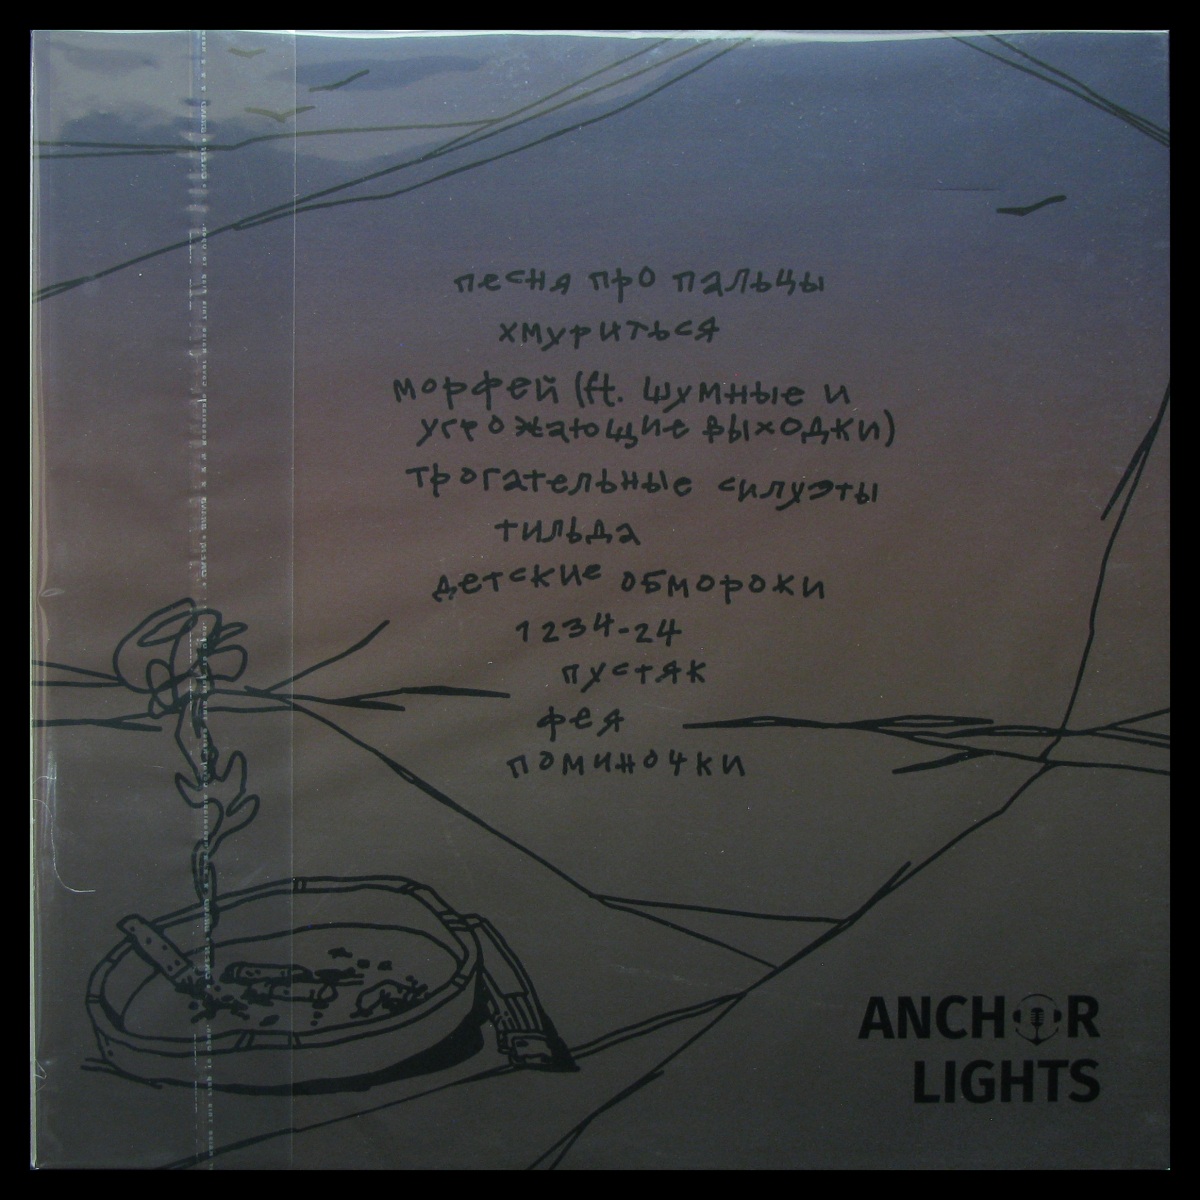 песня про пальцы
хмуриться
морфей (ft. шумные и
угрожающие выходки)
трогательные силуэты
тильда
детские обмороки
1234-24
пустяк
фея
поминочки
ANCHOR
LIGHTS